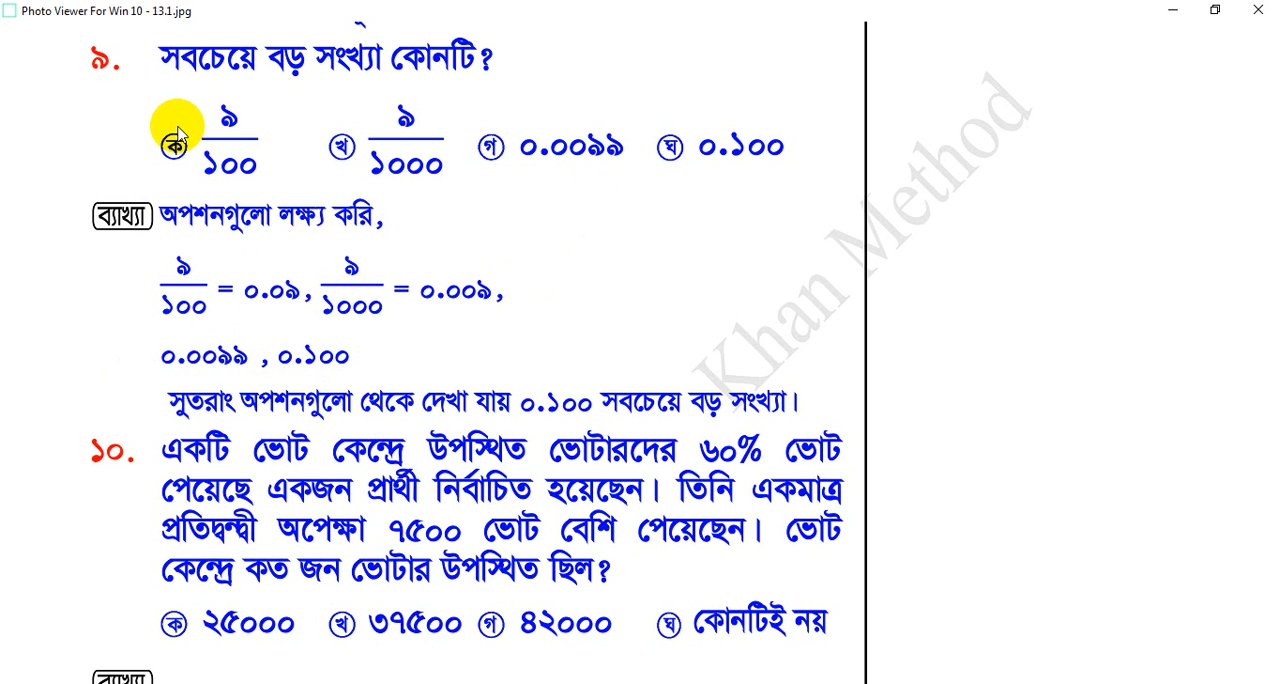 Photo Viewer For Win 10 - 13.1.jpg
৯. সবচেয়ে বড় সংখ্যা কোনটি?
ক ৯/১০০ খ ৯/১০০০ গ ০.০০৯৯ ঘ ০.১০০
ব্যাখ্যা অপশনগুলো লক্ষ্য করি,
৯/১০০ = ০.০৯, ৯/১০০০ = ০.০০৯,
০.০০৯৯ , ০.১০০
সুতরাং অপশনগুলো থেকে দেখা যায় ০.১০০ সবচেয়ে বড় সংখ্যা।
১০. একটি ভোট কেন্দ্রে উপস্থিত ভোটারদের ৬০% ভোট
পেয়েছে একজন প্রার্থী নির্বাচিত হয়েছেন। তিনি একমাত্র
প্রতিদ্বন্দ্বী অপেক্ষা ৭৫০০ ভোট বেশি পেয়েছেন। ভোট
কেন্দ্রে কত জন ভোটার উপস্থিত ছিল?
ক ২৫০০০ খ ৩৭৫০০ গ ৪২০০০ ঘ কোনটিই নয়
ব্যাখ্যা
Khan Method